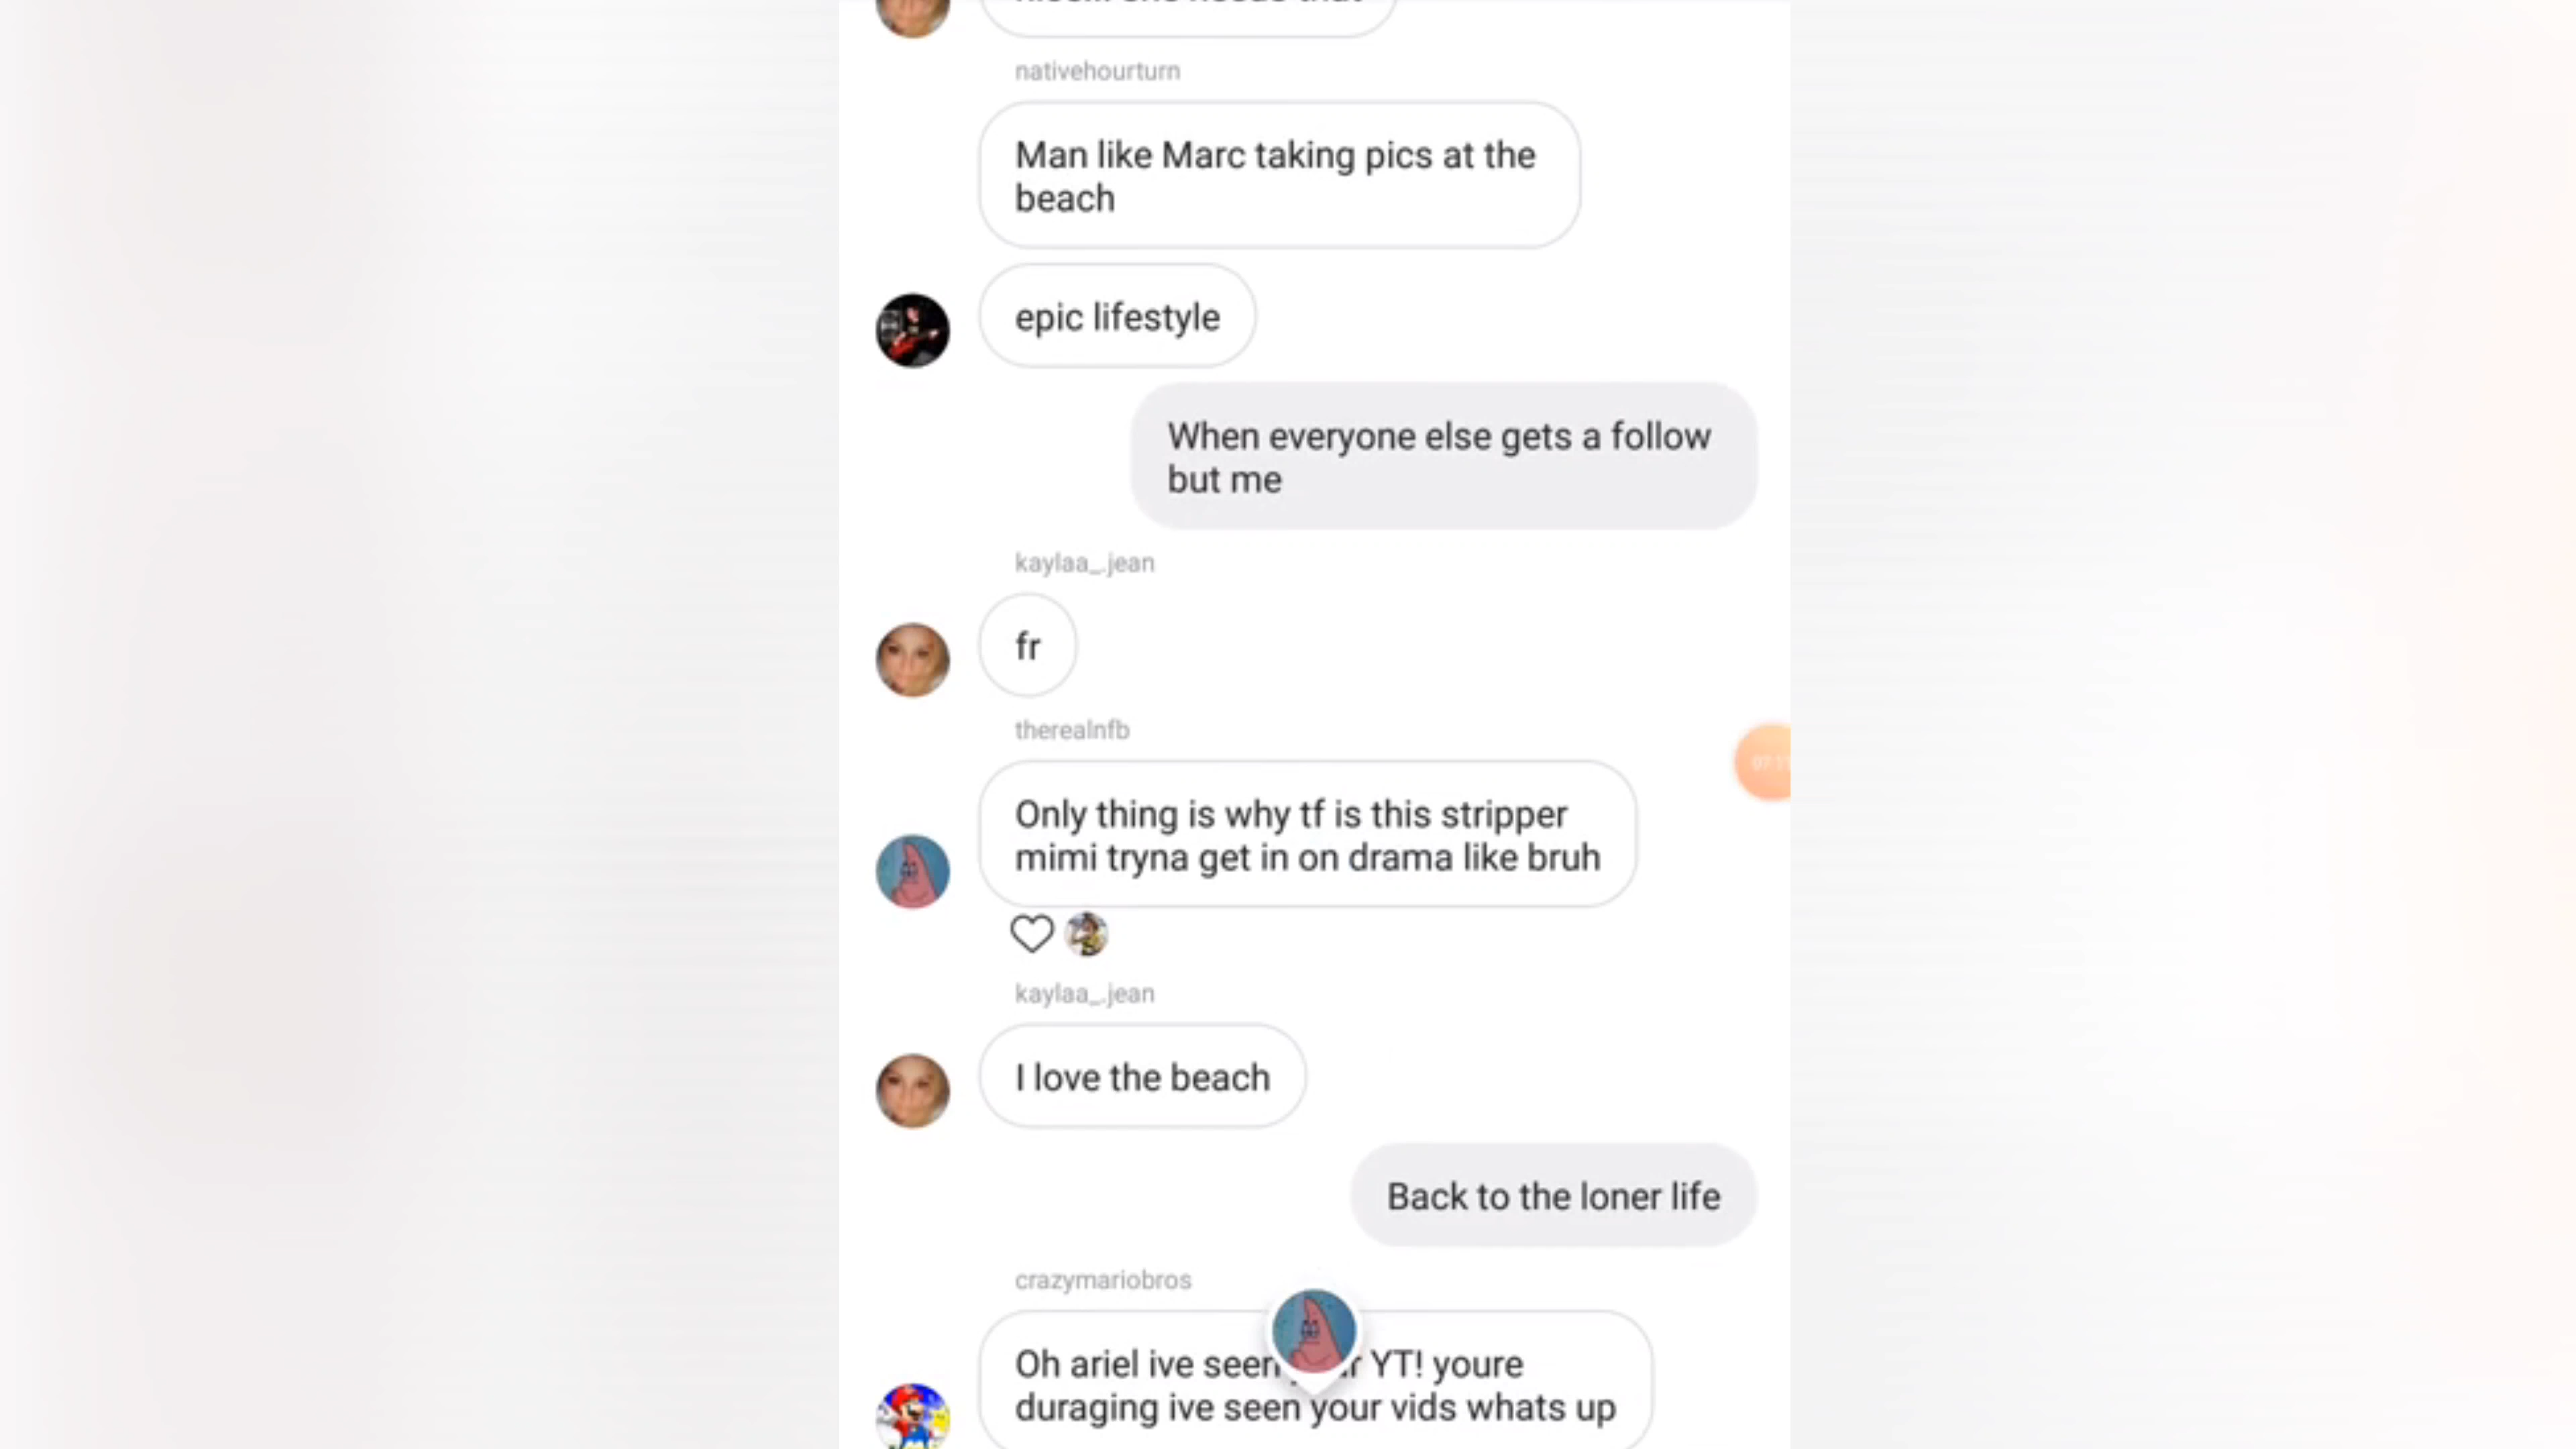 nativehourturn
Man like Marc taking pics at the
beach
epic lifestyle
When everyone else gets a follow
but me
kaylaa_.jean
fr
therealnfb
Only thing is why tf is this stripper
mimi tryna get in on drama like bruh
kaylaa_.jean
I love the beach
Back to the loner life
crazymariobros
Oh ariel ive seen YT! youre
duraging ive seen your vids whats up